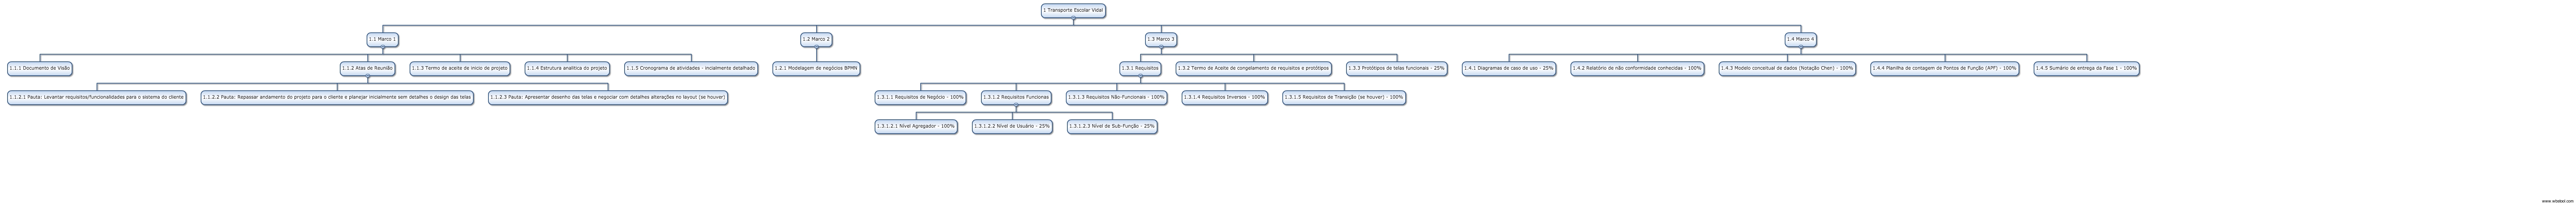 1 Transporte Escolar Vidal
1.1 Marco 1
1.2 Marco 2
1.3 Marco 3
1.4 Marco 4
1.1.1 Documento de Visão
1.1.2 Atas de Reunião
1.1.3 Termo de aceite de inicio de projeto
1.1.4 Estrutura analítica do projeto
1.1.5 Cronograma de atividades - incialmente detalhado
1.2.1 Modelagem de negócios BPMN
1.3.1 Requisitos
1.3.2 Termo de Aceite de congelamento de requisitos e protótipos
1.3.3 Protótipos de telas funcionais - 25%
1.4.1 Diagramas de caso de uso - 25%
1.4.2 Relatório de não conformidade conhecidas - 100%
1.4.3 Modelo conceitual de dados (Notação Chen) - 100%
1.4.4 Planilha de contagem de Pontos de Função (APF) - 100%
1.4.5 Sumário de entrega da Fase 1 - 100%
1.1.2.1 Pauta: Levantar requisitos/funcionalidades para o sistema do cliente
1.1.2.2 Pauta: Repassar andamento do projeto para o cliente e planejar inicialmente sem detalhes o design das telas
1.1.2.3 Pauta: Apresentar desenho das telas e negociar com detalhes alterações no layout (se houver)
1.3.1.1 Requisitos de Negócio - 100%
1.3.1.2 Requisitos Funcionas
1.3.1.3 Requisitos Não-Funcionais - 100%
1.3.1.4 Requisitos Inversos - 100%
1.3.1.5 Requisitos de Transição (se houver) - 100%
1.3.1.2.1 Nível Agregador - 100%
1.3.1.2.2 Nível de Usuário - 25%
1.3.1.2.3 Nível de Sub-Função - 25%
www.wbstool.com